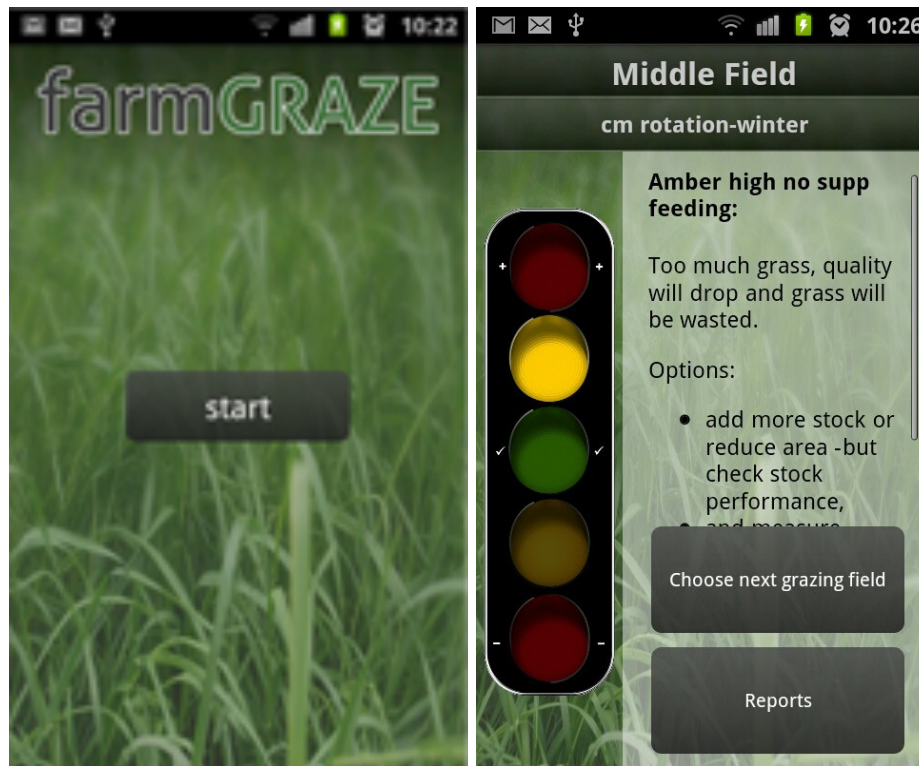 10:22
farmGRAZE
start
10:26
Middle Field
cm rotation-winter
Amber high no supp
feeding:
Too much grass, quality
will drop and grass will
be wasted.
Options:
add more stock or
reduce area -but
check stock
performance,
and measure
Choose next grazing field
Reports